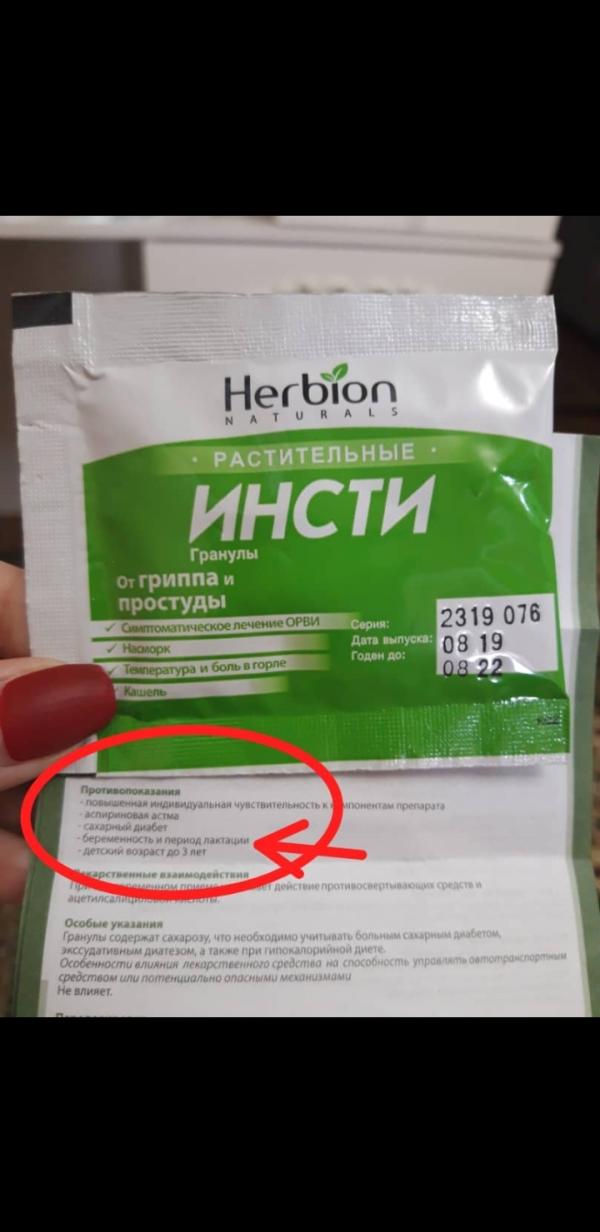 Herbion
NATURALS
• РАСТИТЕЛЬНЫЕ •
ИНСТИ
Гранулы
От гриппа и
простуды
✓ Симптоматическое лечение ОРВИ
✓ Насморк
✓ Температура и боль в горле
✓ Кашель
Серия: 2319 076
Дата выпуска: 08 19
Годен до: 08 22
Противопоказания
- повышенная индивидуальная чувствительность к компонентам препарата
- аспириновая астма
- сахарный диабет
- беременность и период лактации
- детский возраст до 3 лет
Лекарственные взаимодействия
При одновременном приеме действие противосвертывающих средств и
ацетилсалициловой кислоты.
Особые указания
Гранулы содержат сахарозу, что необходимо учитывать больным сахарным диабетом,
экссудативным диатезом, а также при гипокалорийной диете.
Особенности влияния лекарственного средства на способность управлять автотранспортным
средством или потенциально опасными механизмами
Не влияет.